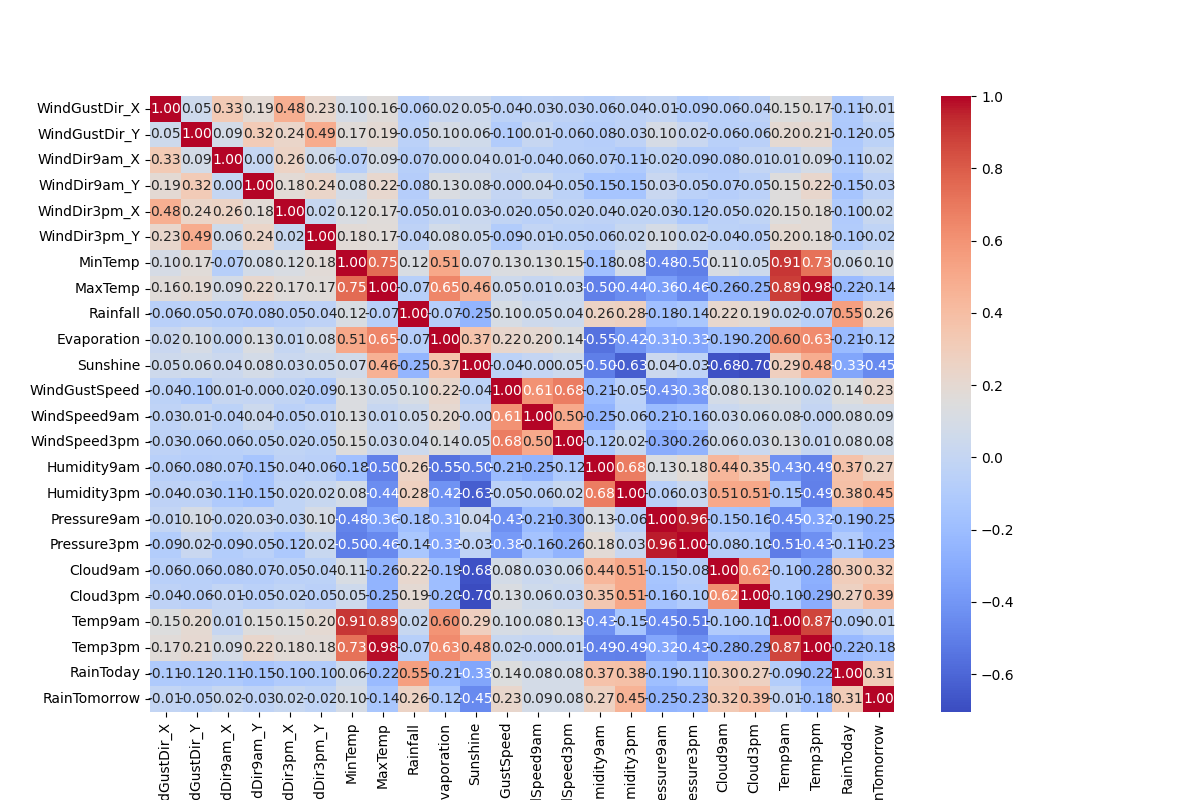 WindGustDir_X 1.00 0.05 0.33 0.19 0.48 0.23 0.10 0.16 -0.06 0.02 0.05 -0.04 -0.03 -0.03 -0.06 -0.04 -0.01 -0.09 -0.06 -0.04 0.15 0.17 -0.11 -0.01
WindGustDir_Y 0.05 1.00 0.09 0.32 0.24 0.49 0.17 0.19 -0.05 0.10 0.06 -0.10 0.01 -0.06 -0.08 -0.03 0.10 0.02 -0.06 -0.06 0.20 0.21 -0.12 -0.05
WindDir9am_X 0.33 0.09 1.00 0.00 0.26 0.06 -0.07 0.09 -0.07 0.00 0.04 0.01 -0.04 -0.06 -0.07 -0.11 -0.02 -0.09 -0.08 -0.01 0.01 0.09 -0.11 -0.02
WindDir9am_Y 0.19 0.32 0.00 1.00 0.18 0.24 0.08 0.22 -0.08 0.13 0.08 -0.00 -0.04 -0.05 -0.15 -0.15 0.03 -0.05 -0.07 -0.05 0.15 0.22 -0.15 -0.03
WindDir3pm_X 0.48 0.24 0.26 0.18 1.00 0.02 0.12 0.17 -0.05 0.01 0.03 -0.02 -0.05 -0.02 -0.04 -0.02 -0.03 -0.12 -0.05 -0.02 0.15 0.18 -0.10 -0.02
WindDir3pm_Y 0.23 0.49 0.06 0.24 0.02 1.00 0.18 0.17 -0.04 0.08 0.05 -0.09 -0.01 -0.05 -0.06 -0.02 0.10 0.02 -0.04 -0.05 0.20 0.18 -0.10 -0.02
MinTemp 0.10 0.17 -0.07 0.08 0.12 0.18 1.00 0.75 0.12 0.51 0.07 0.13 0.13 0.15 -0.18 0.08 -0.48 -0.50 0.11 0.05 0.91 0.73 0.06 0.10
MaxTemp 0.16 0.19 0.09 0.22 0.17 0.17 0.75 1.00 -0.07 0.65 0.46 0.05 0.01 0.03 -0.50 -0.44 -0.36 -0.46 -0.26 -0.25 0.89 0.98 -0.22 -0.14
Rainfall -0.06 -0.05 -0.07 -0.08 -0.05 -0.04 0.12 -0.07 1.00 -0.07 -0.25 0.10 0.05 0.04 0.26 0.28 -0.18 -0.14 0.22 0.19 0.02 -0.07 0.55 0.26
Evaporation 0.02 0.10 0.00 0.13 0.01 0.08 0.51 0.65 -0.07 1.00 0.37 0.22 0.20 0.14 -0.55 -0.42 -0.31 -0.33 -0.19 -0.20 0.60 0.63 -0.21 -0.12
Sunshine 0.05 0.06 0.04 0.08 0.03 0.05 0.07 0.46 -0.25 0.37 1.00 -0.04 -0.00 0.05 -0.50 -0.63 0.04 -0.03 -0.68 -0.70 0.29 0.48 -0.33 -0.45
WindGustSpeed -0.04 -0.10 0.01 -0.00 -0.02 -0.09 0.13 0.05 0.10 0.22 -0.04 1.00 0.61 0.68 -0.21 -0.05 -0.43 -0.38 0.08 0.13 0.10 0.02 0.14 0.23
WindSpeed9am -0.03 0.01 -0.04 -0.04 -0.05 -0.01 0.13 0.01 0.05 0.20 -0.00 0.61 1.00 0.50 -0.25 -0.06 -0.21 -0.16 0.03 0.06 0.08 -0.00 0.08 0.09
WindSpeed3pm -0.03 -0.06 -0.06 -0.05 -0.02 -0.05 0.15 0.03 0.04 0.14 0.05 0.68 0.50 1.00 -0.12 0.02 -0.30 -0.26 0.06 0.03 0.13 0.01 0.08 0.08
Humidity9am -0.06 -0.08 -0.07 -0.15 -0.04 -0.06 -0.18 -0.50 0.26 -0.55 -0.50 -0.21 -0.25 -0.12 1.00 0.68 0.13 0.18 0.44 0.35 -0.43 -0.49 0.37 0.27
Humidity3pm -0.04 -0.03 -0.11 -0.15 -0.02 -0.02 0.08 -0.44 0.28 -0.42 -0.63 -0.05 -0.06 0.02 0.68 1.00 -0.06 0.03 0.51 0.51 -0.15 -0.49 0.38 0.45
Pressure9am -0.01 0.10 -0.02 0.03 -0.03 0.10 -0.48 -0.36 -0.18 -0.31 0.04 -0.43 -0.21 -0.30 0.13 -0.06 1.00 0.96 -0.15 -0.16 -0.45 -0.32 -0.19 -0.25
Pressure3pm -0.09 0.02 -0.09 -0.05 -0.12 0.02 -0.50 -0.46 -0.14 -0.33 -0.03 -0.38 -0.16 -0.26 0.18 0.03 0.96 1.00 -0.08 -0.10 -0.51 -0.43 -0.11 -0.23
Cloud9am -0.06 -0.06 -0.08 -0.07 -0.05 -0.04 0.11 -0.26 0.22 -0.19 -0.68 0.08 0.03 0.06 0.44 0.51 -0.15 -0.08 1.00 0.62 -0.10 -0.28 0.30 0.32
Cloud3pm -0.04 -0.06 -0.01 -0.05 -0.02 -0.05 0.05 -0.25 0.19 -0.20 -0.70 0.13 0.06 0.03 0.35 0.51 -0.16 -0.10 0.62 1.00 -0.10 -0.29 0.27 0.39
Temp9am 0.15 0.20 0.01 0.15 0.15 0.20 0.91 0.89 0.02 0.60 0.29 0.10 0.08 0.13 -0.43 -0.15 -0.45 -0.51 -0.10 -0.10 1.00 0.87 -0.09 -0.01
Temp3pm 0.17 0.21 0.09 0.22 0.18 0.18 0.73 0.98 -0.07 0.63 0.48 0.02 -0.00 0.01 -0.49 -0.49 -0.32 -0.43 -0.28 -0.29 0.87 1.00 -0.22 -0.18
RainToday -0.11 -0.12 -0.11 -0.15 -0.10 -0.10 0.06 -0.22 0.55 -0.21 -0.33 0.14 0.08 0.08 0.37 0.38 -0.19 -0.11 0.30 0.27 -0.09 -0.22 1.00 0.31
RainTomorrow -0.01 -0.05 -0.02 -0.03 -0.02 -0.02 0.10 -0.14 0.26 -0.12 -0.45 0.23 0.09 0.08 0.27 0.45 -0.25 -0.23 0.32 0.39 -0.01 -0.18 0.31 1.00
dGustDir_X
dGustDir_Y
dDir9am_X
dDir9am_Y
dDir3pm_X
dDir3pm_Y
MinTemp
MaxTemp
Rainfall
vaporation
Sunshine
GustSpeed
dSpeed9am
dSpeed3pm
midity9am
midity3pm
essure9am
essure3pm
Cloud9am
Cloud3pm
Temp9am
Temp3pm
RainToday
nTomorrow
1.0
0.8
0.6
0.4
0.2
0.0
−0.2
−0.4
−0.6